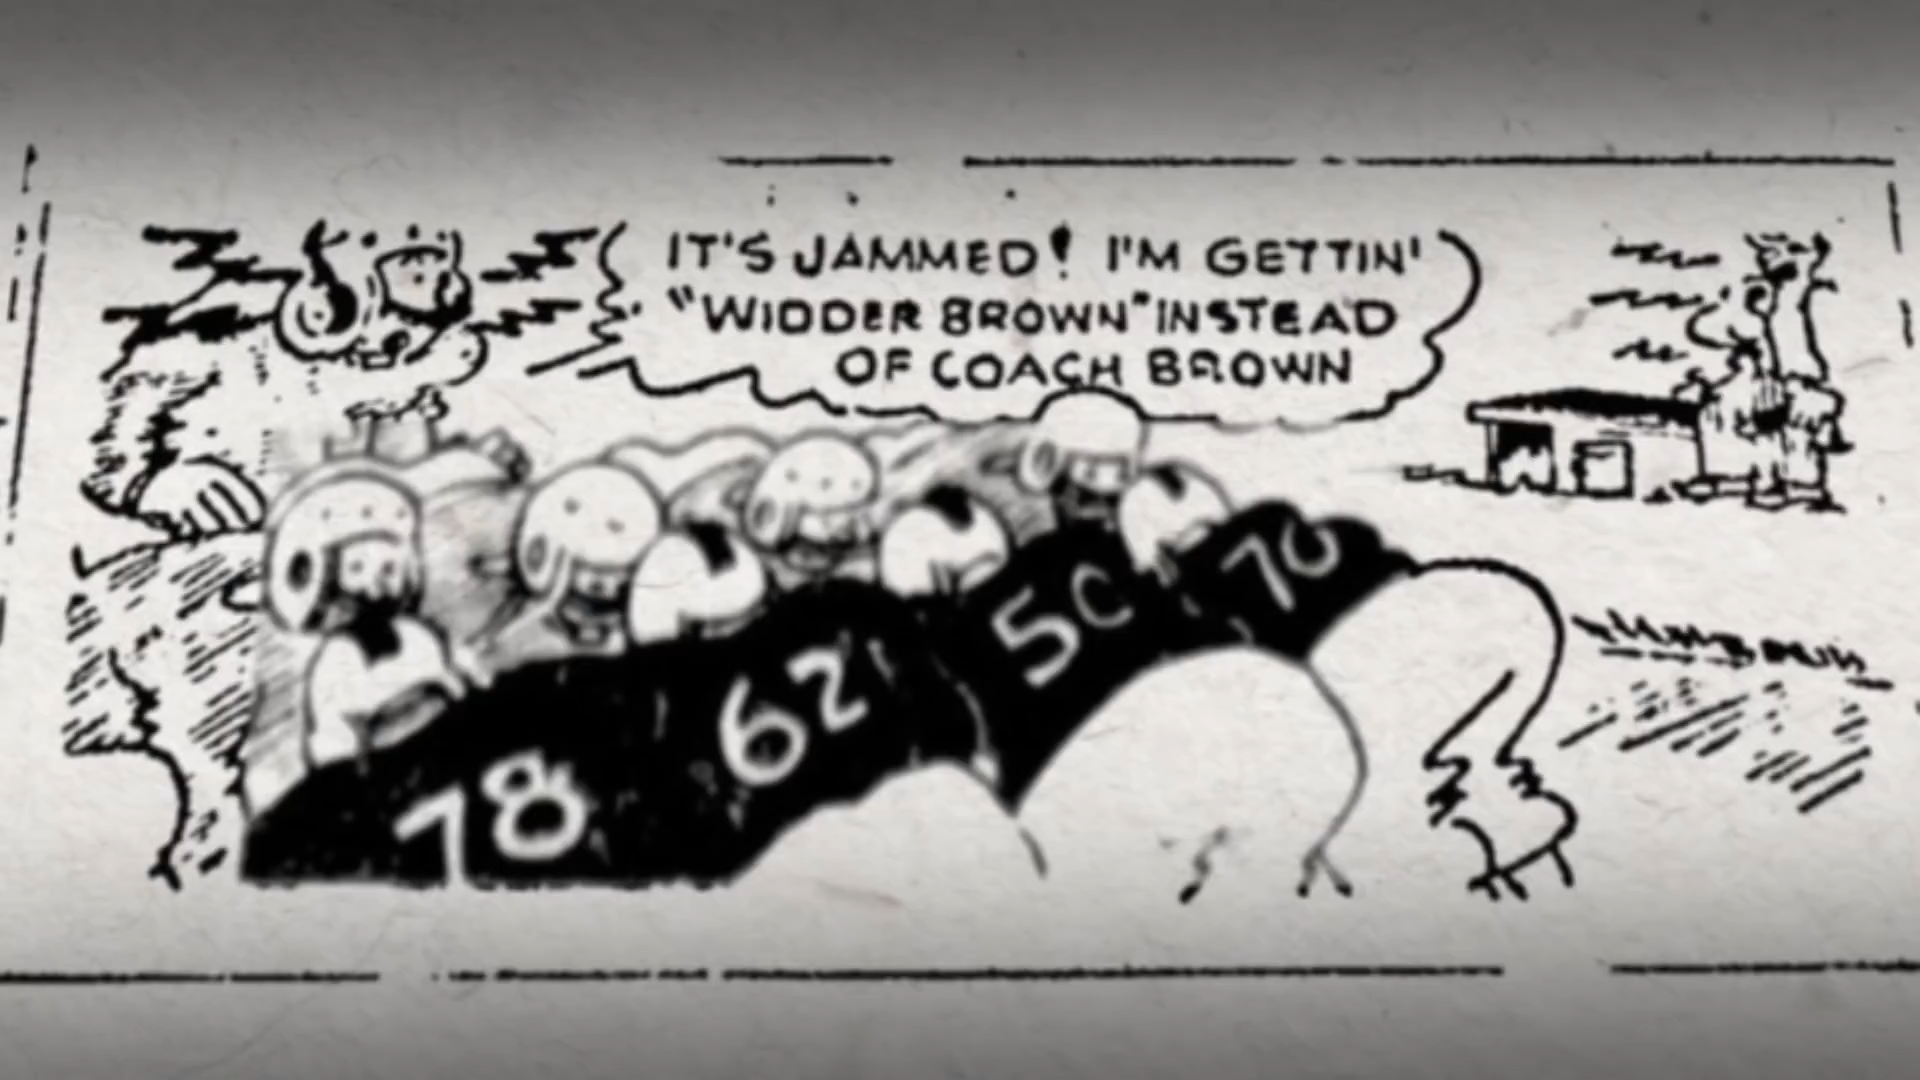 IT'S JAMMED! I'M GETTIN'
"WIDDER BROWN" INSTEAD
OF COACH BROWN
78
62
50
70